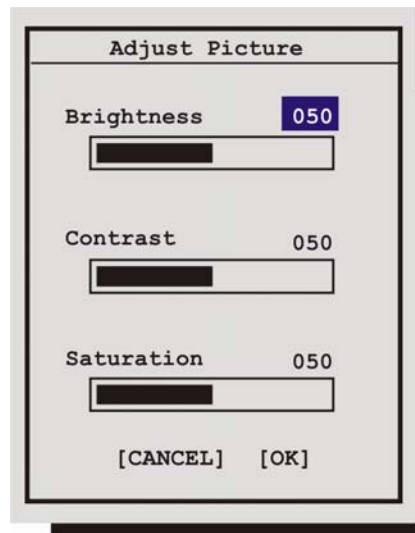 Adjust Picture
Brightness 050
Contrast 050
Saturation 050
[CANCEL] [OK]